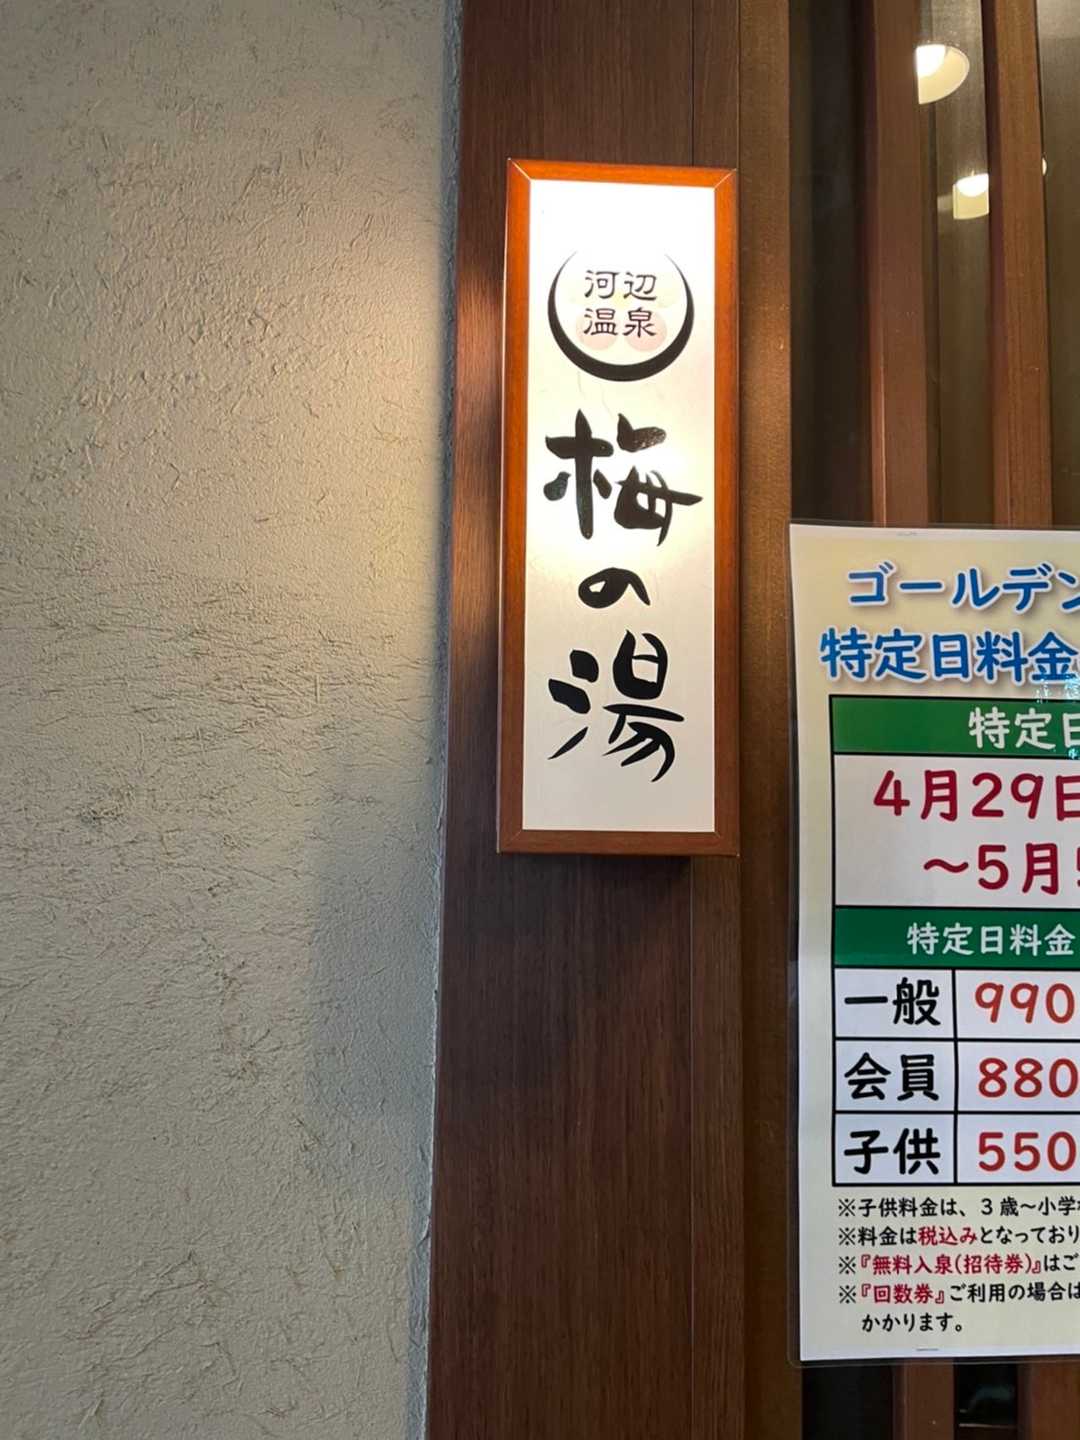 河辺
温泉
梅の湯
ゴールデン
特定日料金
特定日
4月29日
～5月
特定日料金
一般 990
会員 880
子供 550
※子供料金は、3歳～小学
※料金は税込みとなっており
※『無料入泉(招待券)』はご
※『回数券』ご利用の場合は
かかります。